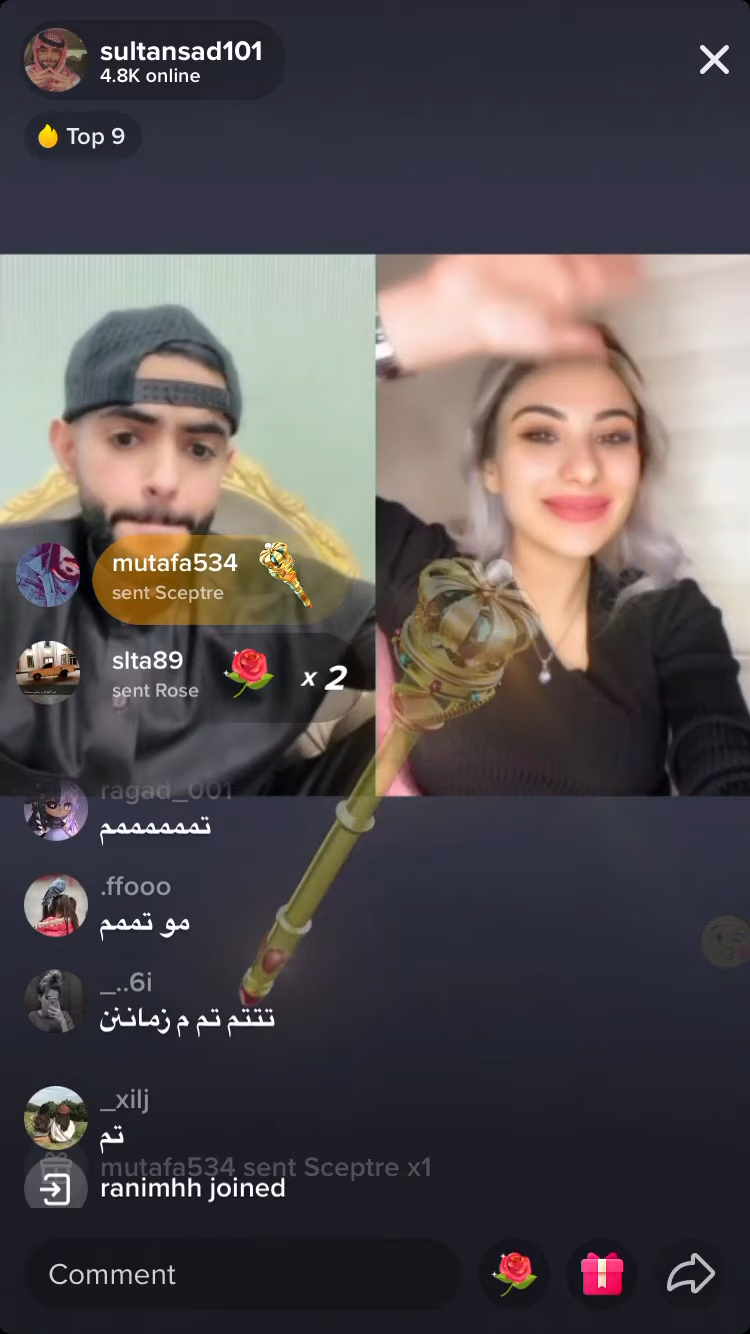 sultansad101
4.8K online
Top 9
mutafa534
sent Sceptre
slta89
sent Rose
x 2
ragad_001
تمممممم
.ffooo
مو تممم
_..6i
تتتم تم م زماننن
_xilj
تم
mutafa534 sent Sceptre x1
ranimhh joined
Comment